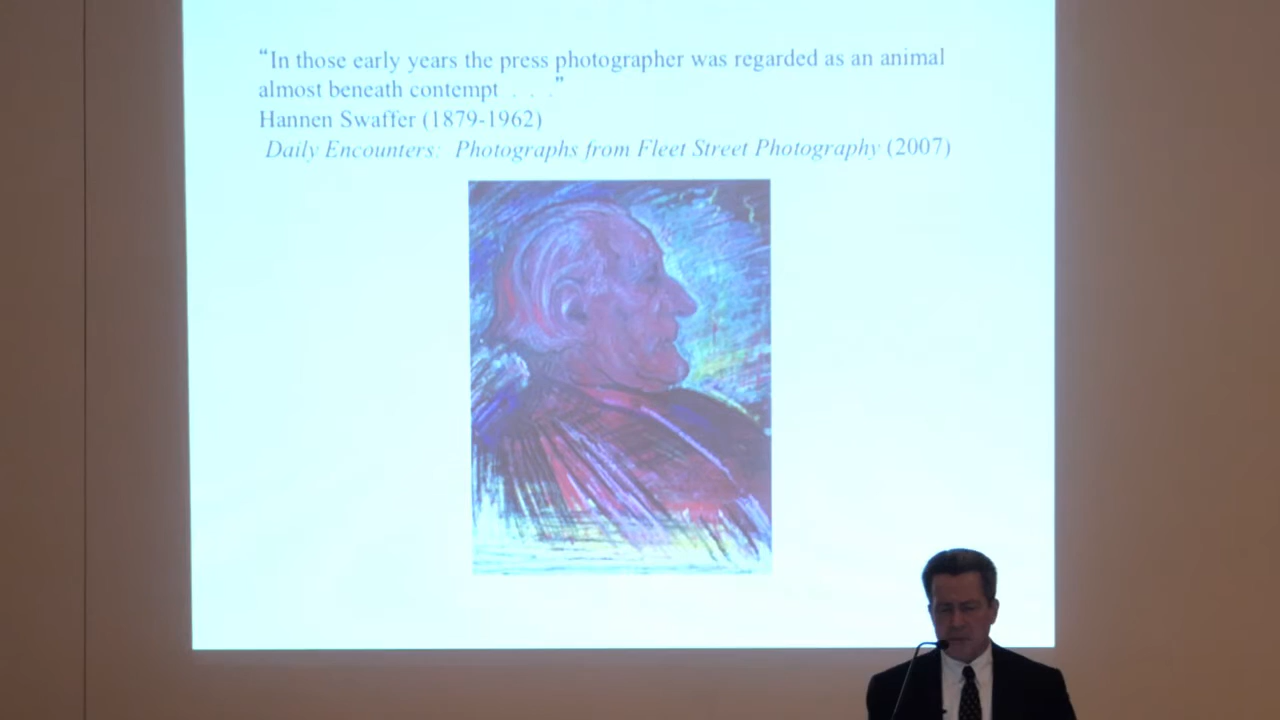 “In those early years the press photographer was regarded as an animal
almost beneath contempt . . .”
Hannen Swaffer (1879-1962)
Daily Encounters: Photographs from Fleet Street Photography (2007)